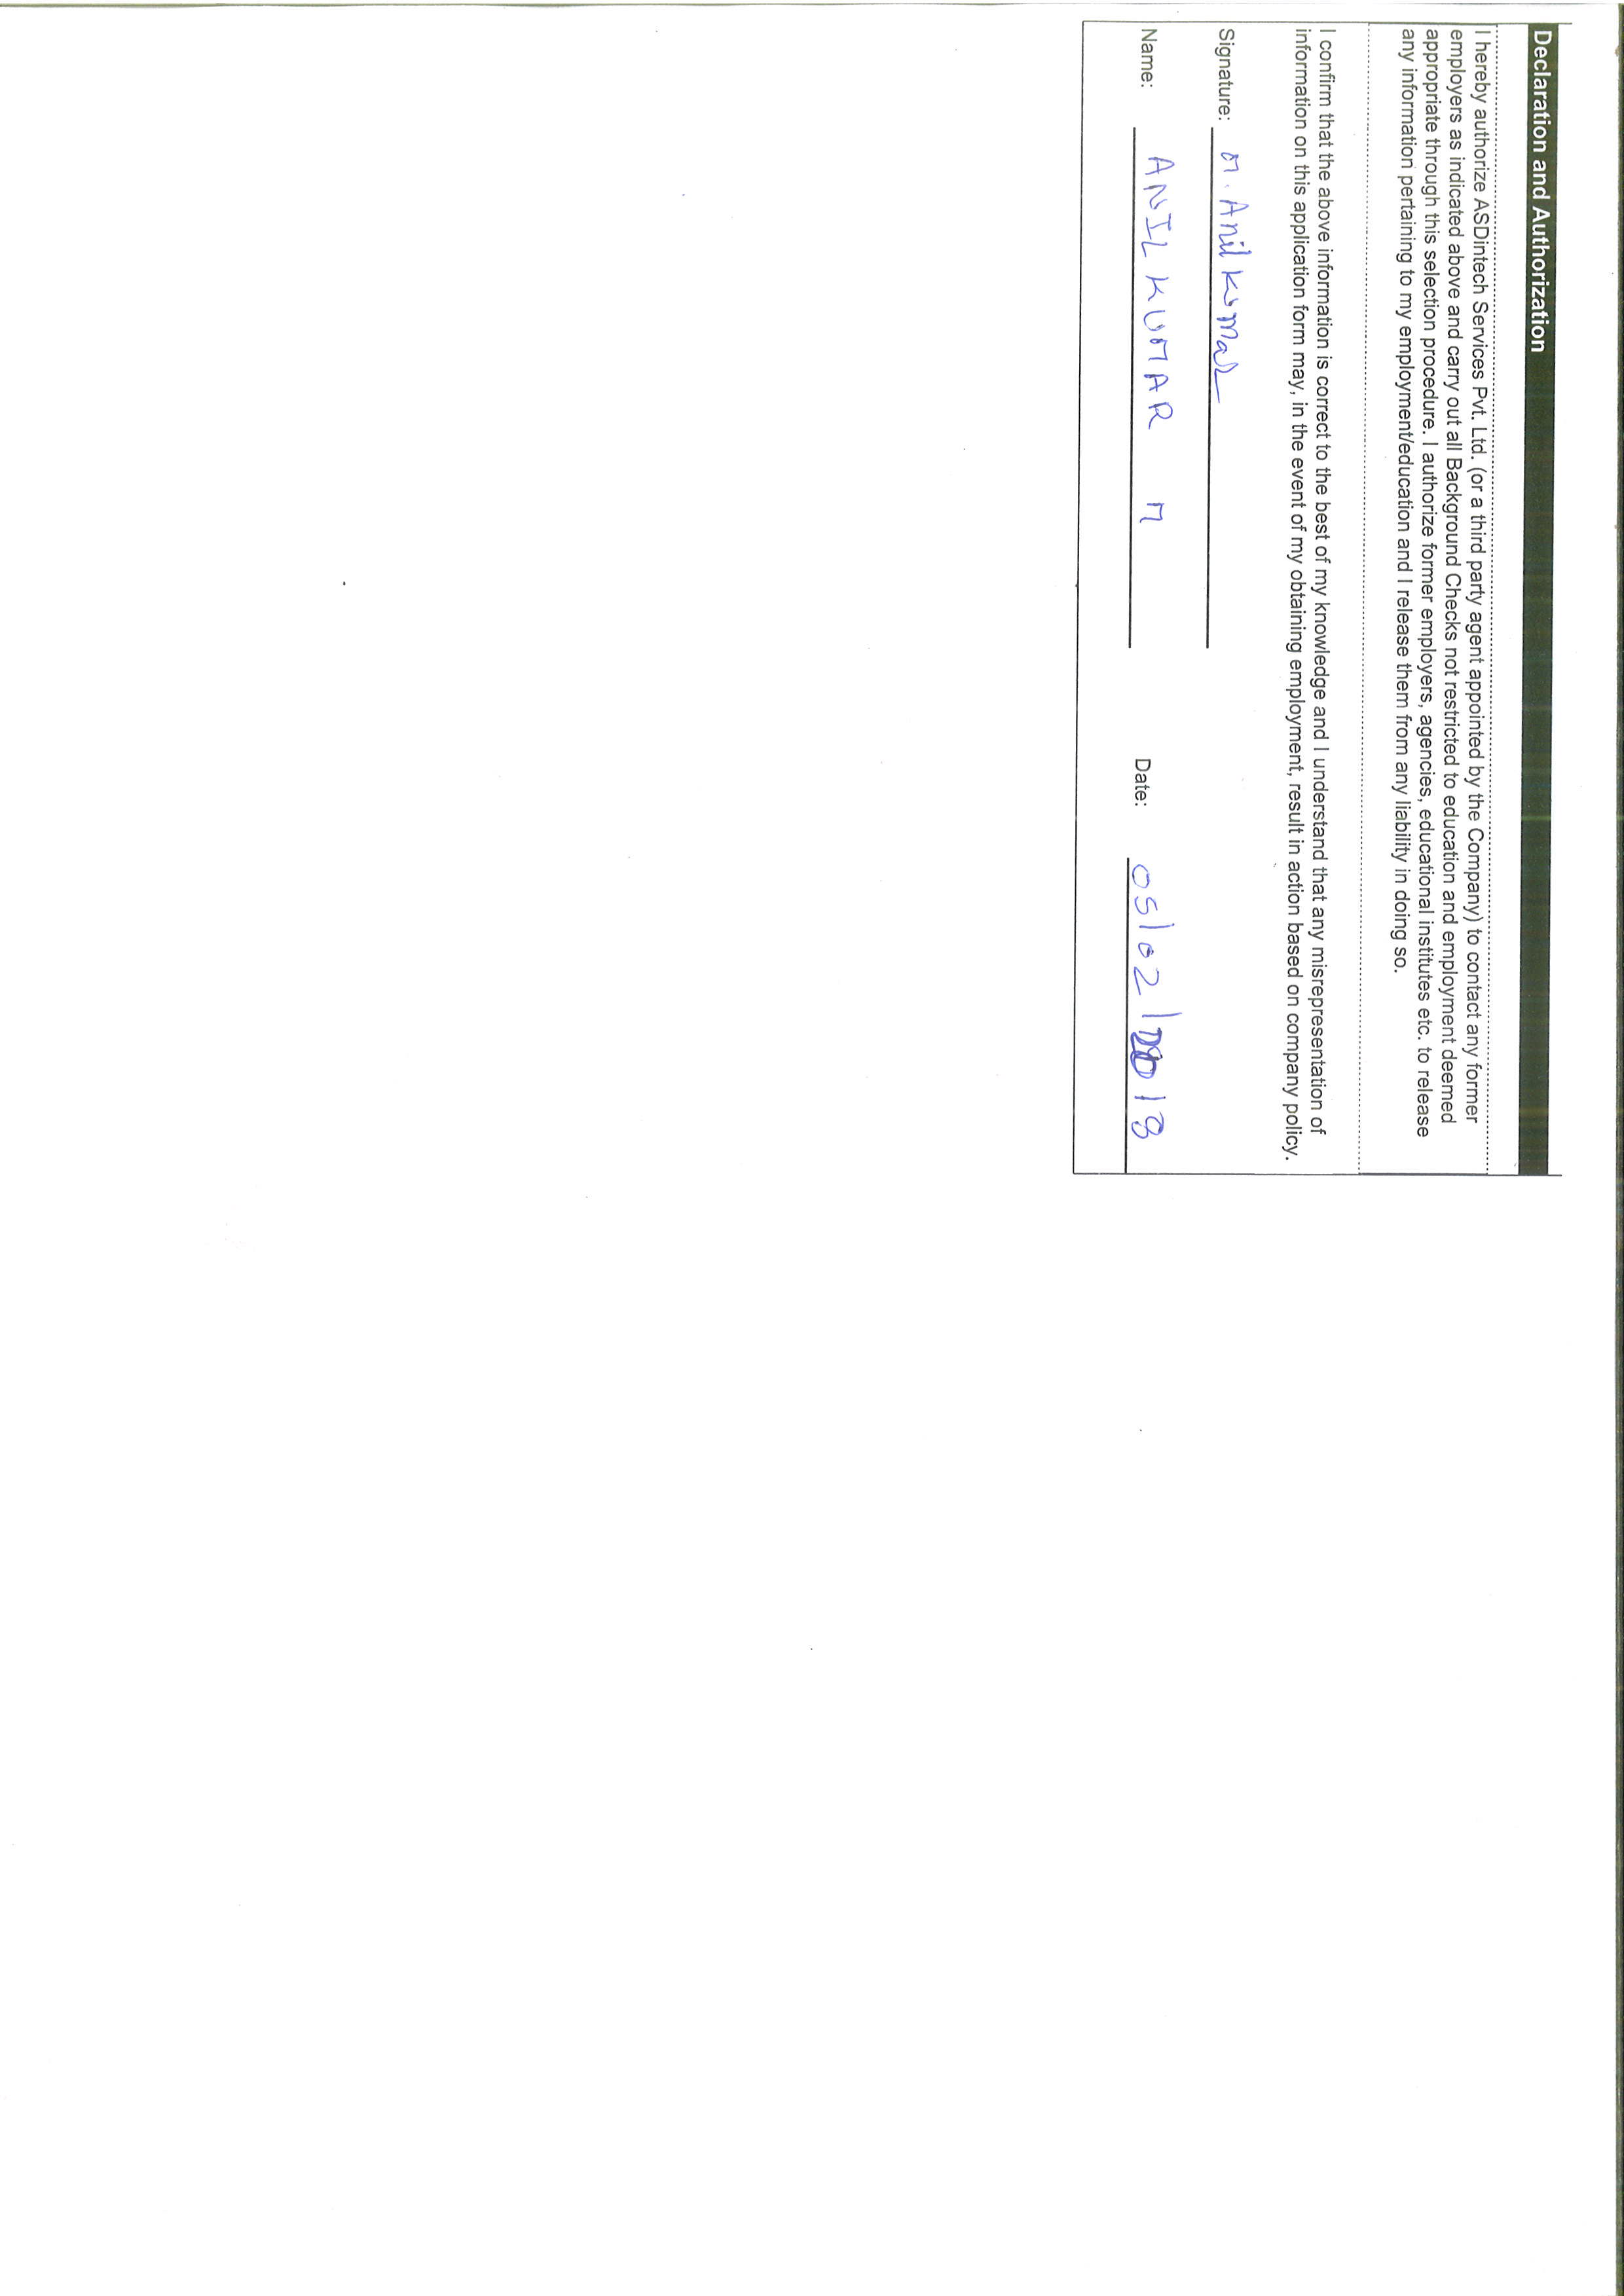 Declaration and Authorization
I hereby authorize ASDintech Services Pvt. Ltd. (or a third party agent appointed by the Company) to contact any former
employers as indicated above and carry out all Background Checks not restricted to education and employment deemed
appropriate through this selection procedure. I authorize former employers, agencies, educational institutes etc. to release
any information pertaining to my employment/education and I release them from any liability in doing so.
I confirm that the above information is correct to the best of my knowledge and I understand that any misrepresentation of
information on this application form may, in the event of my obtaining employment, result in action based on company policy.
Signature: M. Anil Kumar
Name: ANIL KUMAR M Date: 05/02/2018